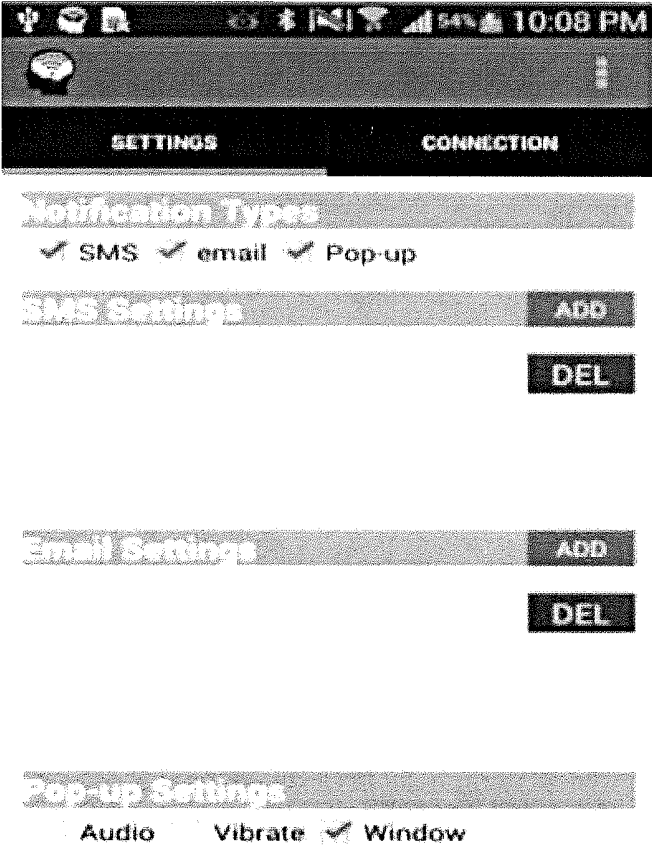 54% 10:08 PM
SETTINGS CONNECTION
Notification Types
SMS email Pop-up
SMS Settings ADD
DEL
Email Settings ADD
DEL
Pop-up Settings
Audio Vibrate Window